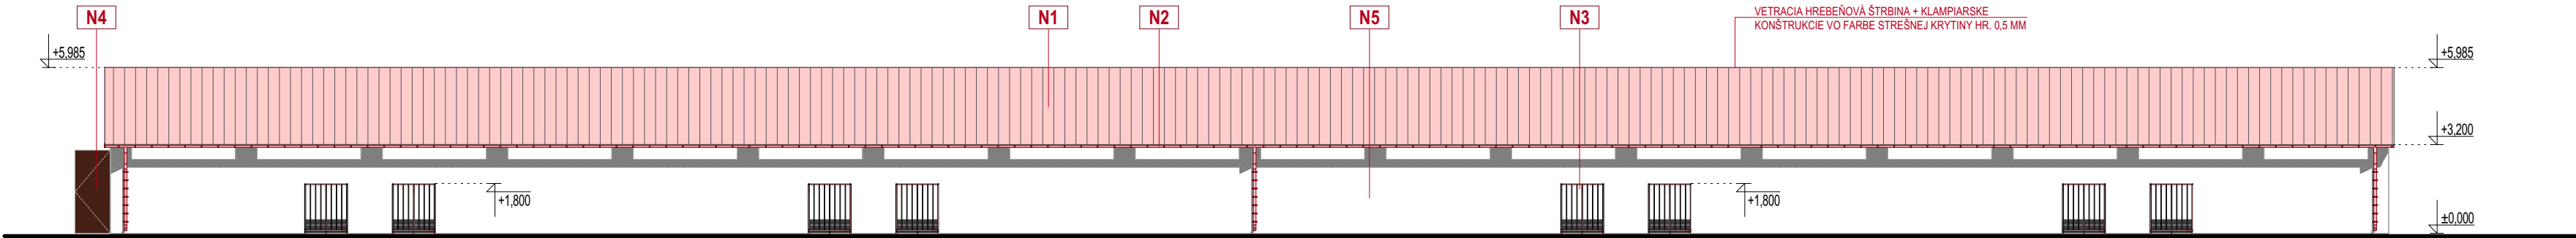 N4
N1
N2
N5
N3
VETRACIA HREBEŇOVÁ ŠTRBINA + KLAMPIARSKE
KONŠTRUKCIE VO FARBE STREŠNEJ KRYTINY HR. 0,5 MM
+5,985
+5,985
+3,200
+1,800
+1,800
±0,000